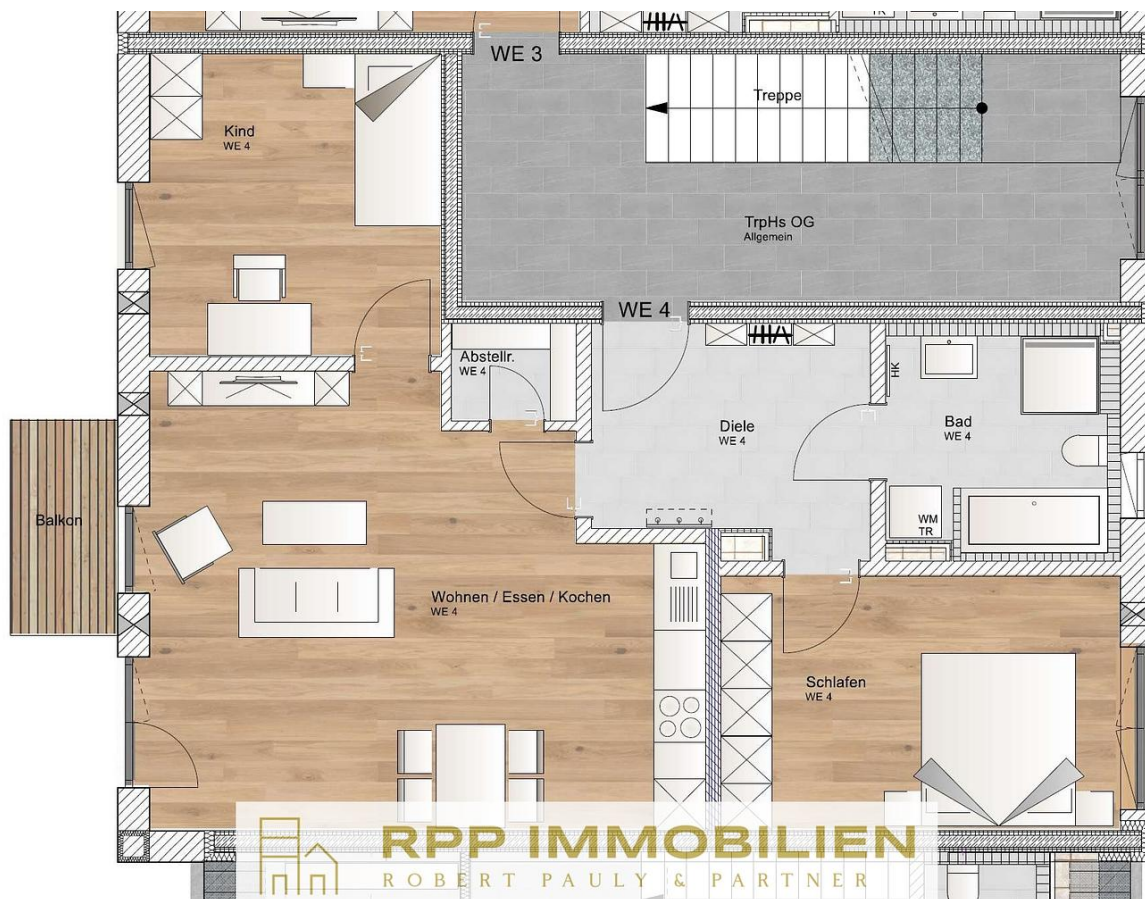 TR
WE 3
Treppe
Kind
WE 4
TrpHs OG
Allgemein
WE 4
Abstellr.
WE 4
HK
Diele
WE 4
Bad
WE 4
Balkon
WM
TR
Wohnen / Essen / Kochen
WE 4
Schlafen
WE 4
RPP IMMOBILIEN
ROBERT PAULY & PARTNER